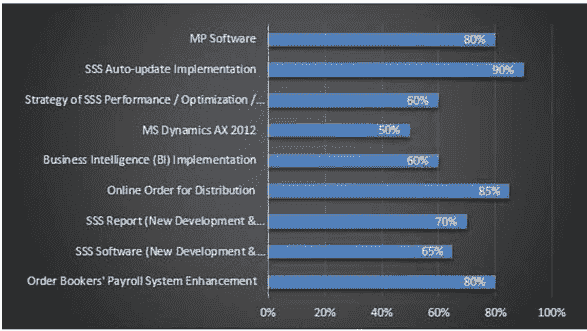 MP Software
80%
SSS Auto-update Implementation
90%
Strategy of SSS Performance / Optimization /...
60%
MS Dynamics AX 2012
50%
Business Intelligence (BI) Implementation
60%
Online Order for Distribution
85%
SSS Report (New Development &...
70%
SSS Software (New Development &...
65%
Order Bookers' Payroll System Enhancement
80%
0% 20% 40% 60% 80% 100%